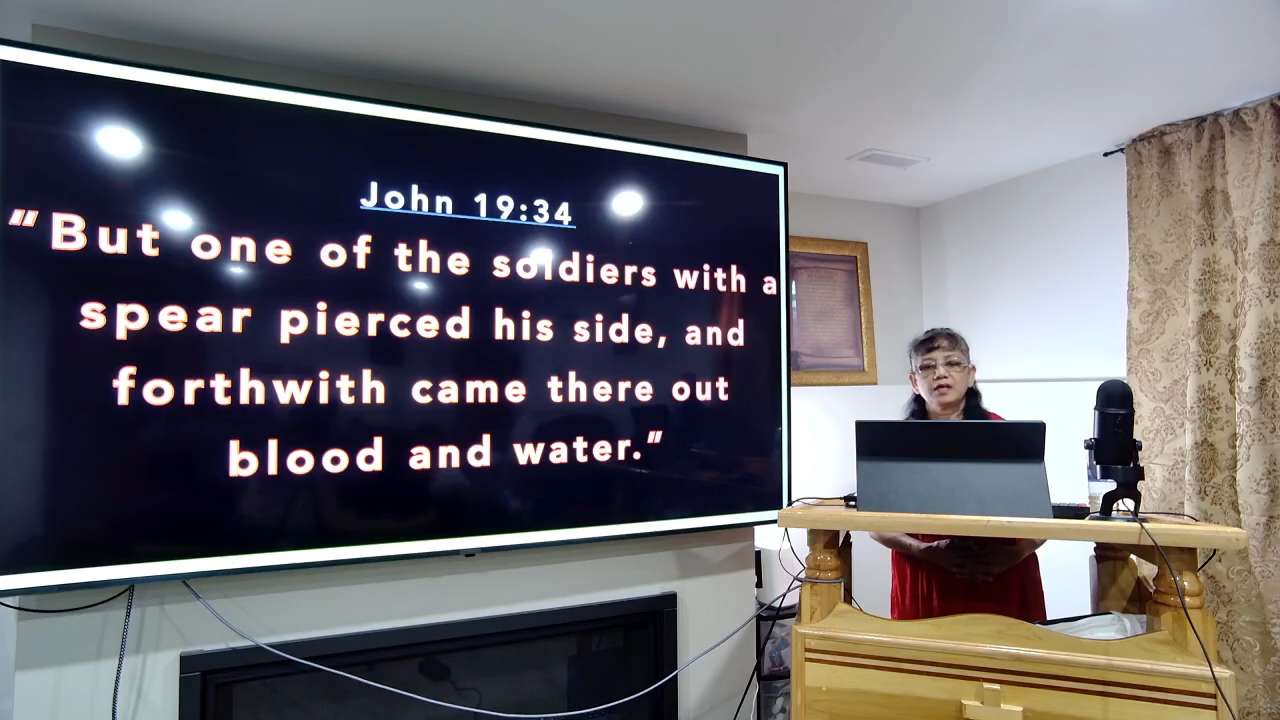 John 19:34
"But one of the soldiers with a
spear pierced his side, and
forthwith came there out
blood and water."